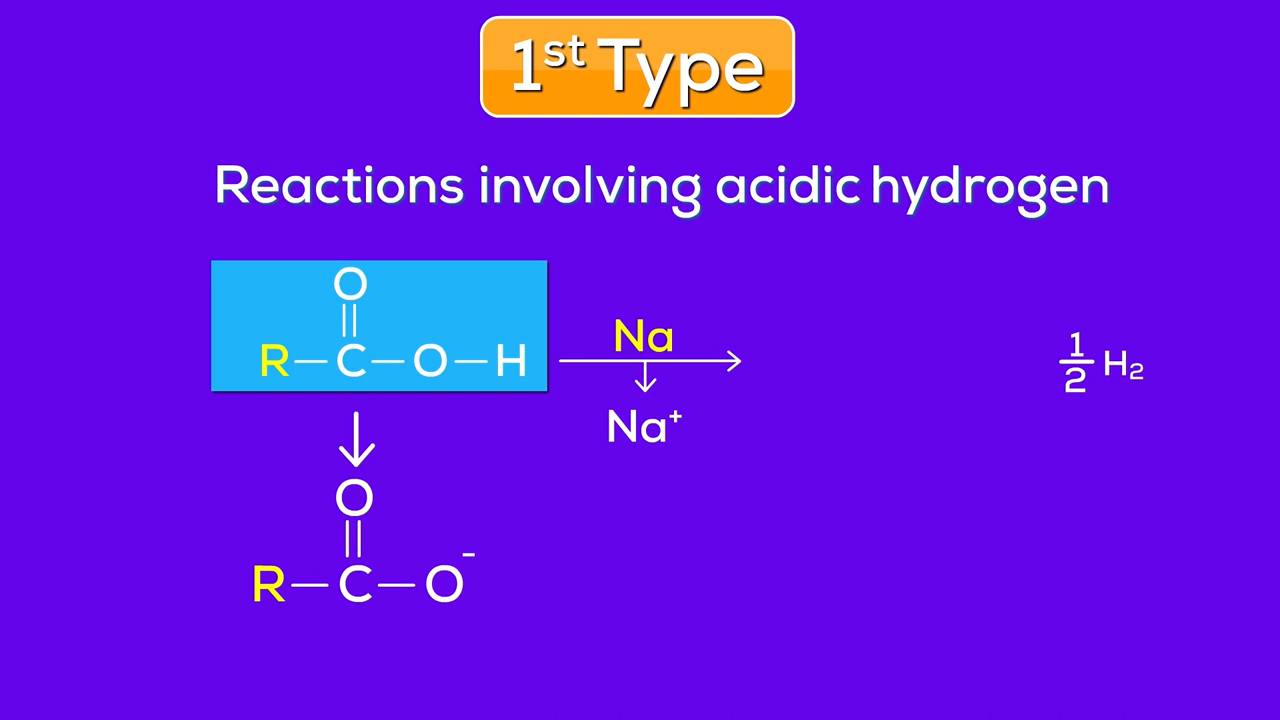 1st Type
Reactions involving acidic hydrogen
O
||
R—C—O—H
Na
Na⁺
½ H₂
O
||
R—C—O⁻